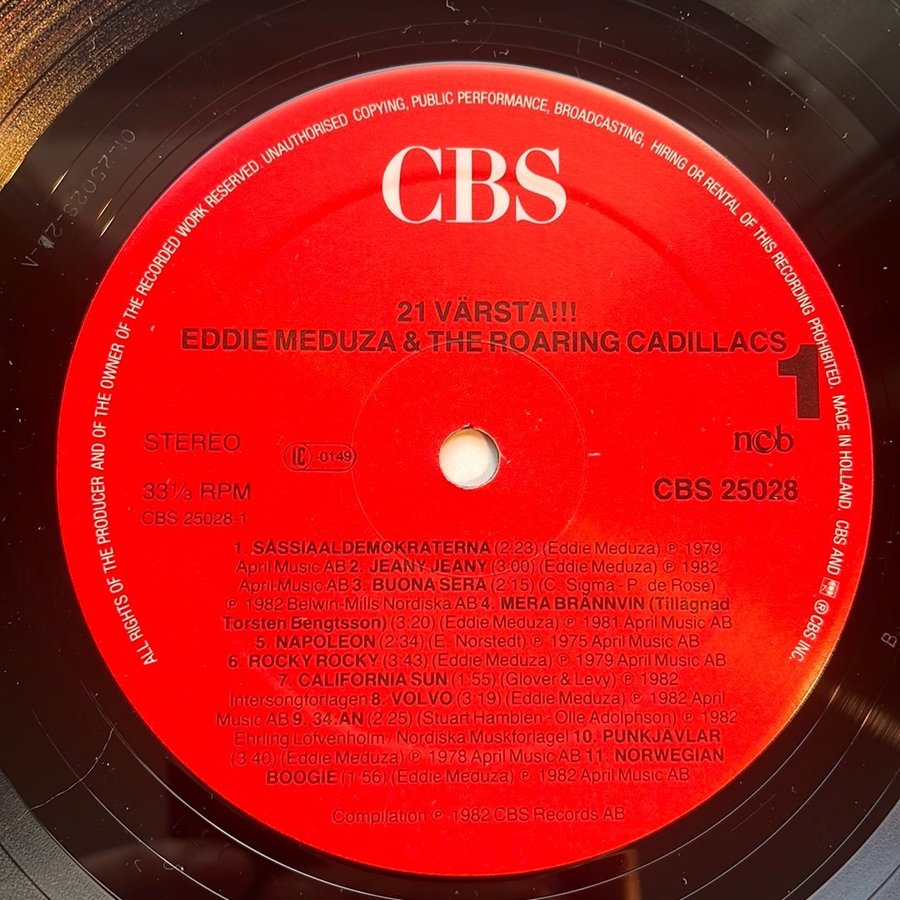 ALL RIGHTS OF THE PRODUCER AND OF THE OWNER OF THE RECORDED WORK RESERVED. UNAUTHORISED COPYING, PUBLIC PERFORMANCE, BROADCASTING, HIRING OR RENTAL OF THIS RECORDING PROHIBITED. MADE IN HOLLAND. CBS AND ® CBS INC.
CBS
21 VÄRSTA!!!
EDDIE MEDUZA & THE ROARING CADILLACS
1
STEREO
IC -0149
ncb
33⅓ RPM
CBS 25028
CBS 25028-1
1. SÅSSIAALDEMOKRATERNA (2:23) (Eddie Meduza) ℗ 1979
April Music AB 2. JEANY JEANY (3:00) (Eddie Meduza) ℗ 1982
April Music AB 3. BUONA SERA (2:15) (C. Sigma - P. de Rose)
℗ 1982 Belwin-Mills Nordiska AB 4. MERA BRÄNNVIN (Tillägnad
Torsten Bengtsson) (3:20) (Eddie Meduza) ℗ 1981 April Music AB
5. NAPOLEON (2:34) (E. Norstedt) ℗ 1975 April Music AB
6. ROCKY ROCKY (3:43) (Eddie Meduza) ℗ 1979 April Music AB
7. CALIFORNIA SUN (1:55) (Glover & Levy) ℗ 1982
Intersongförlagen 8. VOLVO (3:19) (Eddie Meduza) ℗ 1982 April
Music AB 9. 34:AN (2:25) (Stuart Hamblen - Olle Adolphson) ℗ 1982
Ehrling Löfvenholm, Nordiska Muskförlaget 10. PUNKJÄVLAR
(3:40) (Eddie Meduza) ℗ 1978 April Music AB 11. NORWEGIAN
BOOGIE (1:56) (Eddie Meduza) ℗ 1982 April Music AB
Compilation ℗ 1982 CBS Records AB